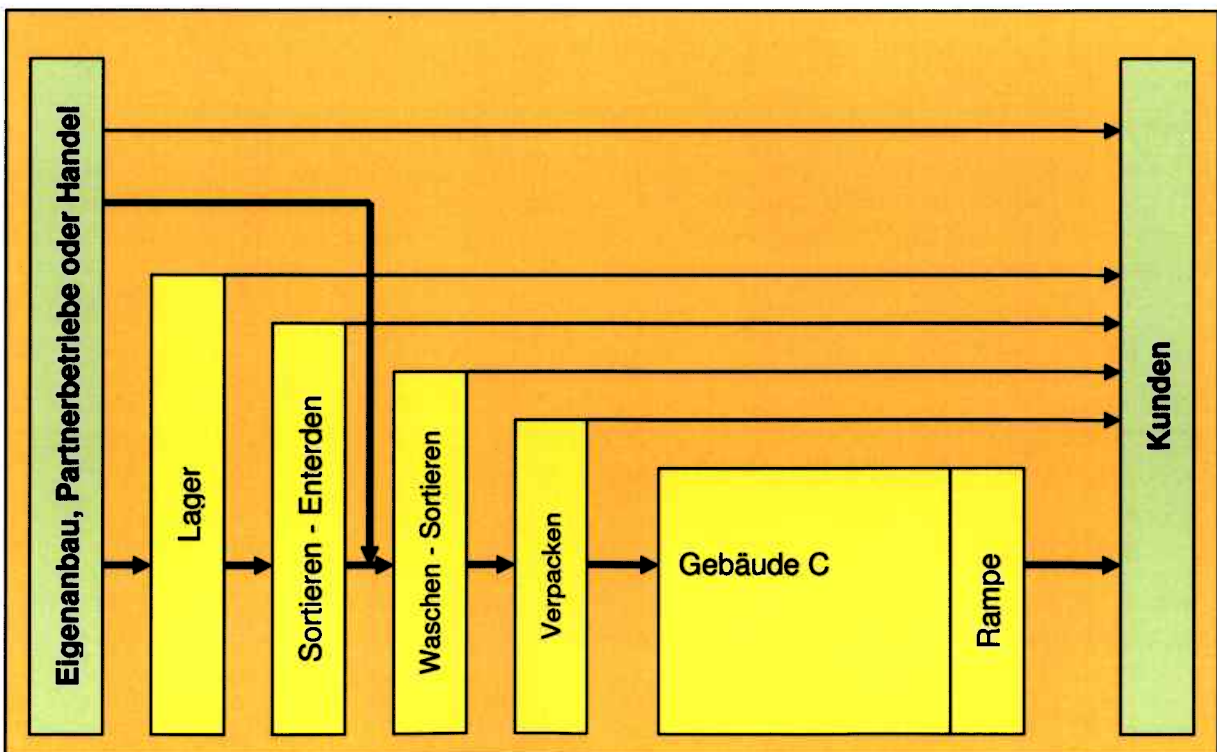 Eigenanbau, Partnerbetriebe oder Handel
Lager
Sortieren - Enterden
Waschen - Sortieren
Verpacken
Gebäude C
Rampe
Kunden